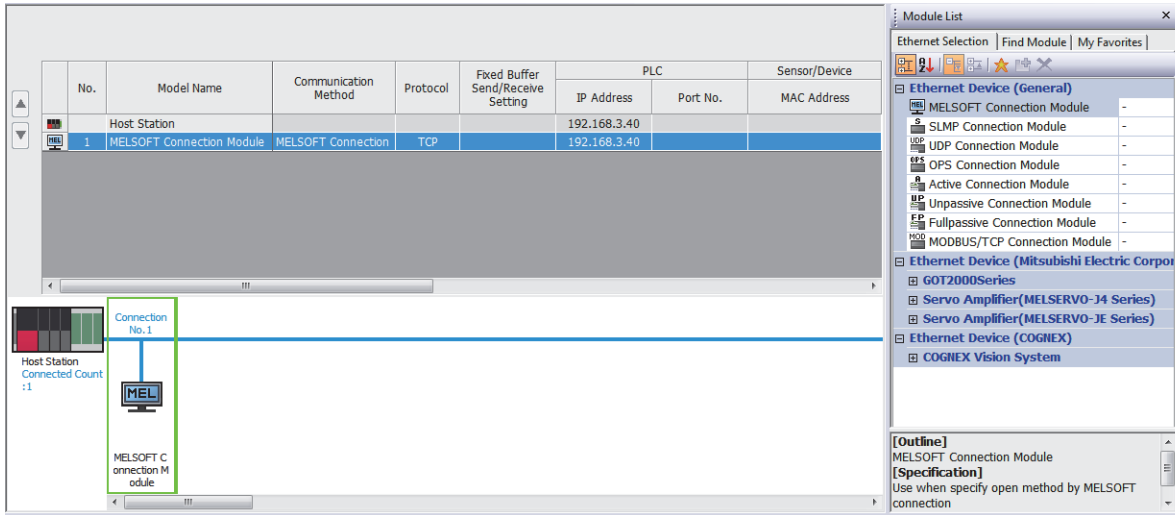 No.
Model Name
Communication
Method
Protocol
Fixed Buffer
Send/Receive
Setting
PLC
IP Address
Port No.
Sensor/Device
MAC Address
Host Station 192.168.3.40
1 MELSOFT Connection Module MELSOFT Connection TCP 192.168.3.40
Connection
No.1
Host Station
Connected Count
:1
MEL
MELSOFT C
onnection M
odule
Module List
Ethernet Selection Find Module My Favorites
Ethernet Device (General)
MEL MELSOFT Connection Module -
S SLMP Connection Module -
UDP UDP Connection Module -
OPS OPS Connection Module -
A Active Connection Module -
UP Unpassive Connection Module -
FP Fullpassive Connection Module -
MOD MODBUS/TCP Connection Module -
Ethernet Device (Mitsubishi Electric Corpor
GOT2000Series
Servo Amplifier(MELSERVO-J4 Series)
Servo Amplifier(MELSERVO-JE Series)
Ethernet Device (COGNEX)
COGNEX Vision System
[Outline]
MELSOFT Connection Module
[Specification]
Use when specify open method by MELSOFT
connection